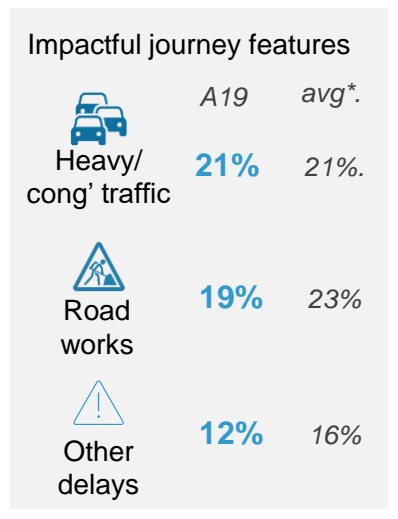 Impactful journey features
A19 avg*.
Heavy/
cong’ traffic
21% 21%.
Road
works
19% 23%
Other
delays
12% 16%